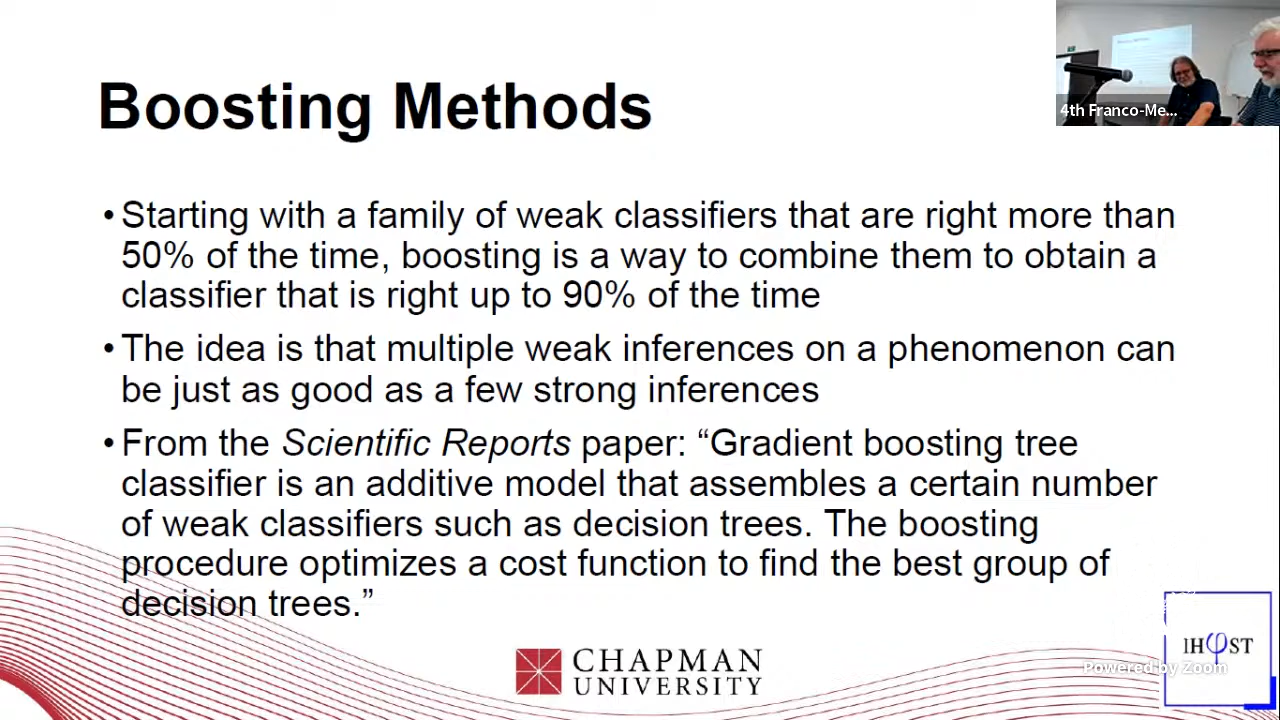 4th Franco-Me...
Boosting Methods
• Starting with a family of weak classifiers that are right more than
50% of the time, boosting is a way to combine them to obtain a
classifier that is right up to 90% of the time
• The idea is that multiple weak inferences on a phenomenon can
be just as good as a few strong inferences
• From the Scientific Reports paper: “Gradient boosting tree
classifier is an additive model that assembles a certain number
of weak classifiers such as decision trees. The boosting
procedure optimizes a cost function to find the best group of
decision trees.”
CHAPMAN
UNIVERSITY
IHφST
Powered by Zoom